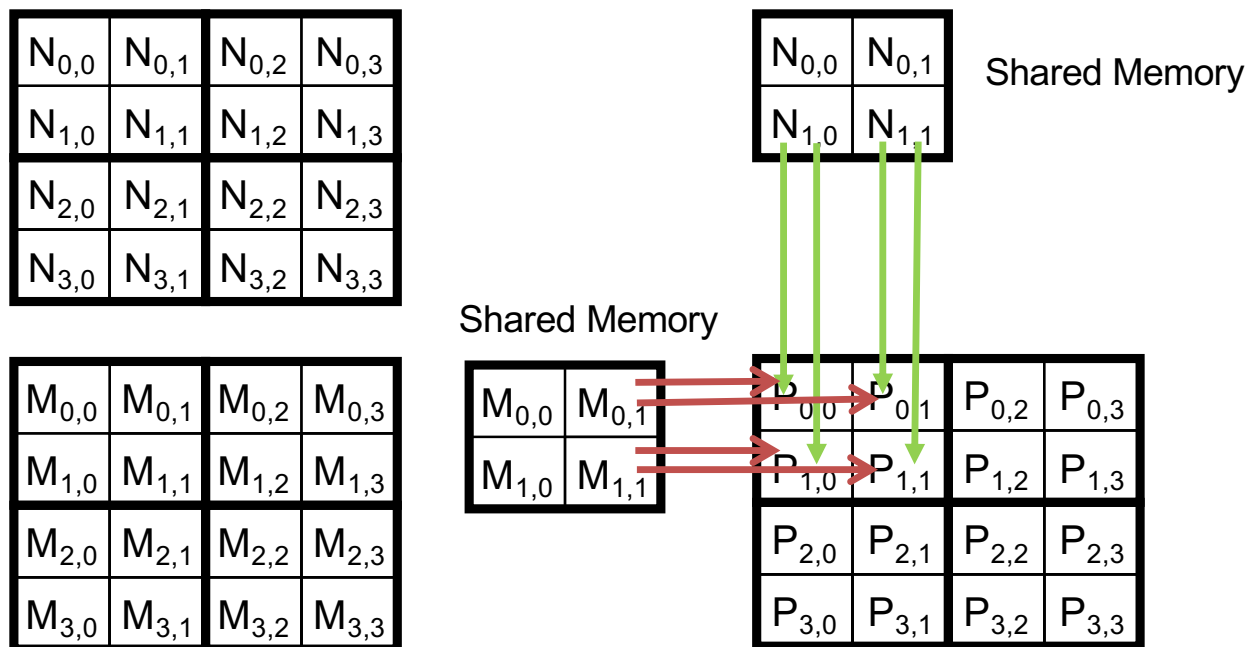 N0,0 N0,1 N0,2 N0,3
N1,0 N1,1 N1,2 N1,3
N2,0 N2,1 N2,2 N2,3
N3,0 N3,1 N3,2 N3,3
N0,0 N0,1
N1,0 N1,1
Shared Memory
Shared Memory
M0,0 M0,1 M0,2 M0,3
M1,0 M1,1 M1,2 M1,3
M2,0 M2,1 M2,2 M2,3
M3,0 M3,1 M3,2 M3,3
M0,0 M0,1
M1,0 M1,1
P0,0 P0,1 P0,2 P0,3
P1,0 P1,1 P1,2 P1,3
P2,0 P2,1 P2,2 P2,3
P3,0 P3,1 P3,2 P3,3